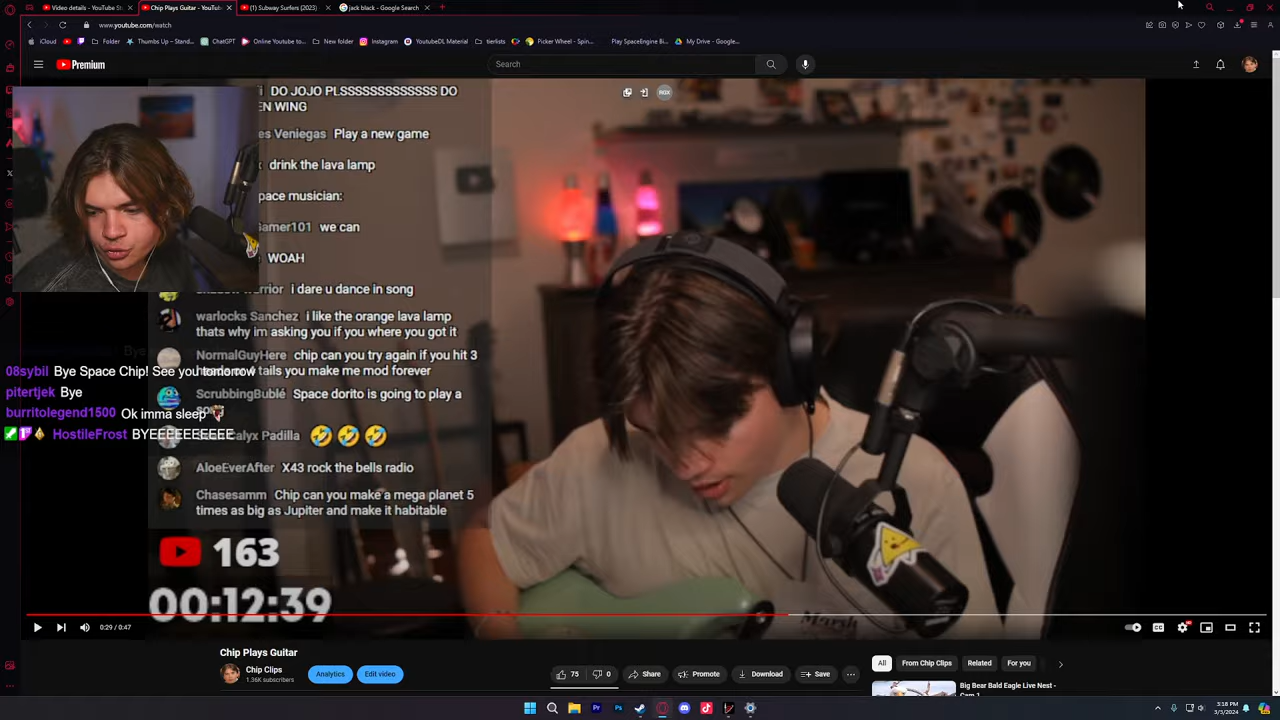 Video details - YouTube St...
Chip Plays Guitar - YouTub...
(1) Subway Surfers (2023)
jack black - Google Search
www.youtube.com/watch
iCloud
Folder
Thumbs Up – Stand...
ChatGPT
Online Youtube to...
New folder
Instagram
YoutubeDL Material
tierlists
Picker Wheel - Spin...
Play SpaceEngine Bi...
My Drive - Google...
Premium
Search
DO JOJO PLSSSSSSSSSSSS DO
EN WING
es Veniegas Play a new game
drink the lava lamp
pace musician:
Gamer101 we can
WOAH
i dare u dance in song
warlocks Sanchez i like the orange lava lamp
thats why im asking you if you where you got it
NormalGuyHere chip can you try again if you hit 3
tails you make me mod forever
ScrubbingBublé Space dorito is going to play a
Calyx Padilla 🤣🤣🤣
AloeEverAfter X43 rock the bells radio
Chasesamm Chip can you make a mega planet 5
times as big as Jupiter and make it habitable
08sybil Bye Space Chip! See you tomorrow
pitertjek Bye
burritolegend1500 Ok imma sleep
HostileFrost BYEEEEEEEEEE
163
00:12:39
0:29 / 0:47
Chip Plays Guitar
Chip Clips
1.36K subscribers
Analytics
Edit video
75
0
Share
Promote
Download
Save
All
From Chip Clips
Related
For you
Big Bear Bald Eagle Live Nest -
Cam 1
3:18 PM
3/3/2024